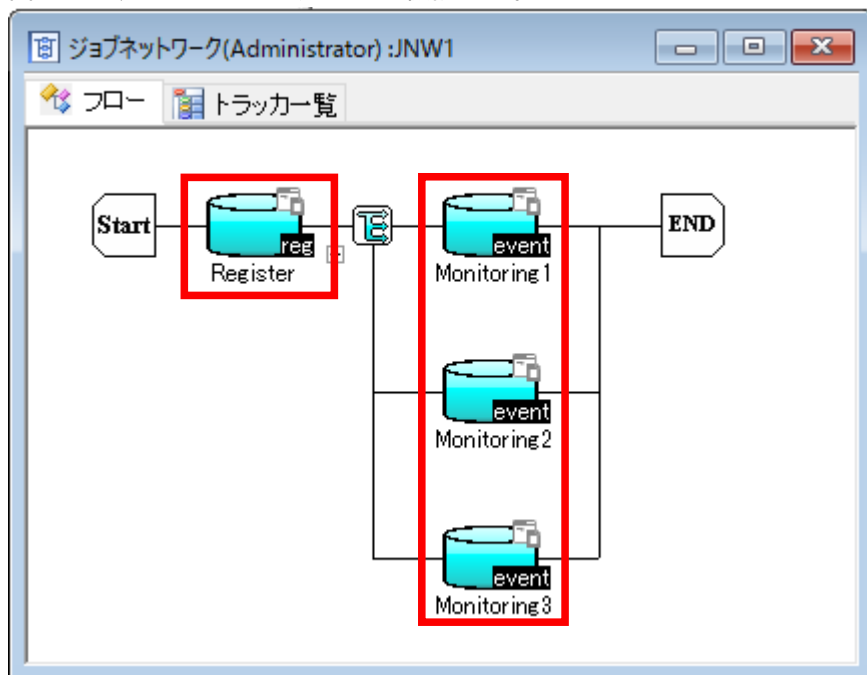 ジョブネットワーク(Administrator) :JNW1
フロー トラッカ一覧
Start reg event END
Register Monitoring1
event
Monitoring2
event
Monitoring3